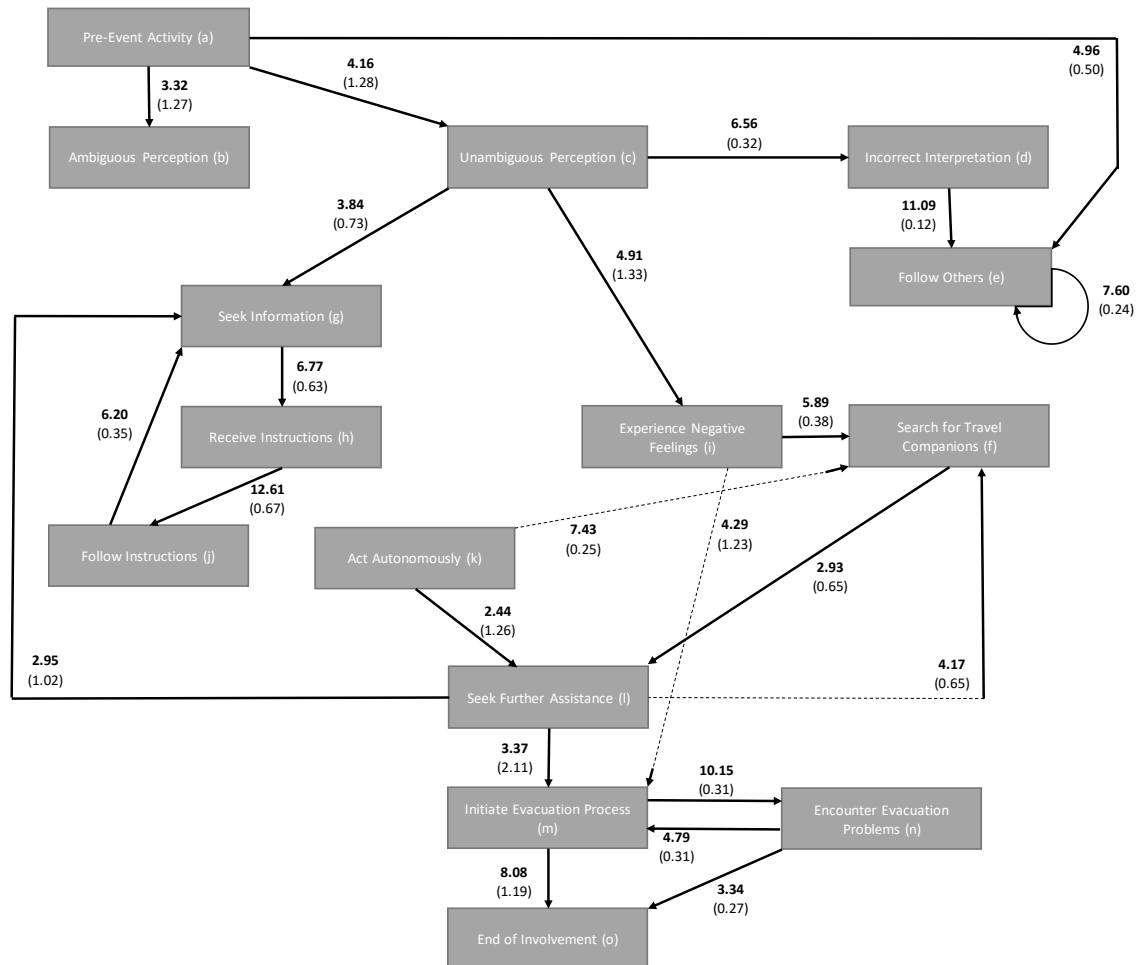 Pre-Event Activity (a)
4.16
(1.28)
4.96
(0.50)
3.32
(1.27)
Ambiguous Perception (b)
Unambiguous Perception (c)
6.56
(0.32)
Incorrect Interpretation (d)
3.84
(0.73)
11.09
(0.12)
4.91
(1.33)
Follow Others (e)
7.60
(0.24)
Seek Information (g)
6.77
(0.63)
6.20
(0.35)
Receive Instructions (h)
Experience Negative
Feelings (i)
5.89
(0.38)
Search for Travel
Companions (f)
12.61
(0.67)
Follow Instructions (j)
Act Autonomously (k)
7.43
(0.25)
4.29
(1.23)
2.93
(0.65)
2.44
(1.26)
2.95
(1.02)
Seek Further Assistance (l)
4.17
(0.65)
3.37
(2.11)
10.15
(0.31)
Initiate Evacuation Process
(m)
Encounter Evacuation
Problems (n)
4.79
(0.31)
8.08
(1.19)
3.34
(0.27)
End of Involvement (o)